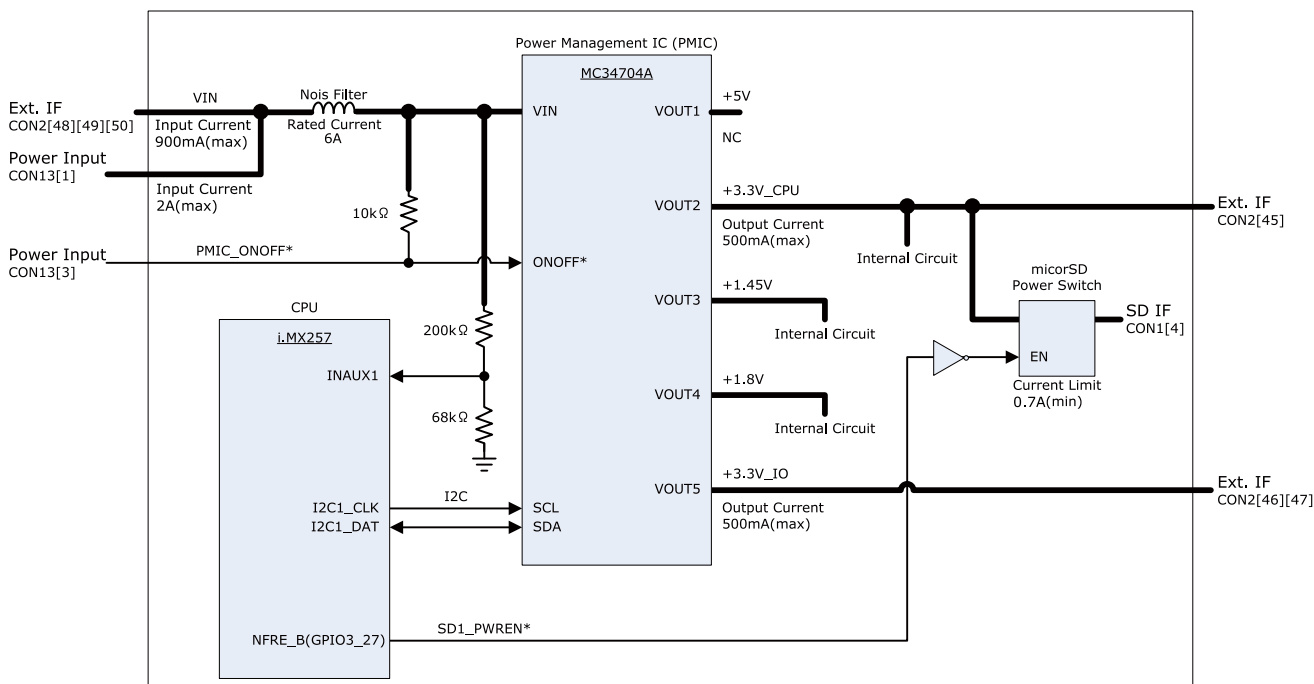 Power Management IC (PMIC)
MC34704A
Ext. IF
CON2[48][49][50]
VIN
Input Current
900mA(max)
Nois Filter
Rated Current
6A
VIN
VOUT1
+5V
NC
Power Input
CON13[1]
Input Current
2A(max)
10kΩ
VOUT2
+3.3V_CPU
Output Current
500mA(max)
Internal Circuit
Ext. IF
CON2[45]
Power Input
CON13[3]
PMIC_ONOFF*
ONOFF*
micorSD
Power Switch
EN
Current Limit
0.7A(min)
SD IF
CON1[4]
VOUT3
+1.45V
Internal Circuit
CPU
i.MX257
200kΩ
INAUX1
68kΩ
VOUT4
+1.8V
Internal Circuit
VOUT5
+3.3V_IO
Output Current
500mA(max)
Ext. IF
CON2[46][47]
I2C1_CLK
I2C
SCL
I2C1_DAT
SDA
NFRE_B(GPIO3_27)
SD1_PWREN*